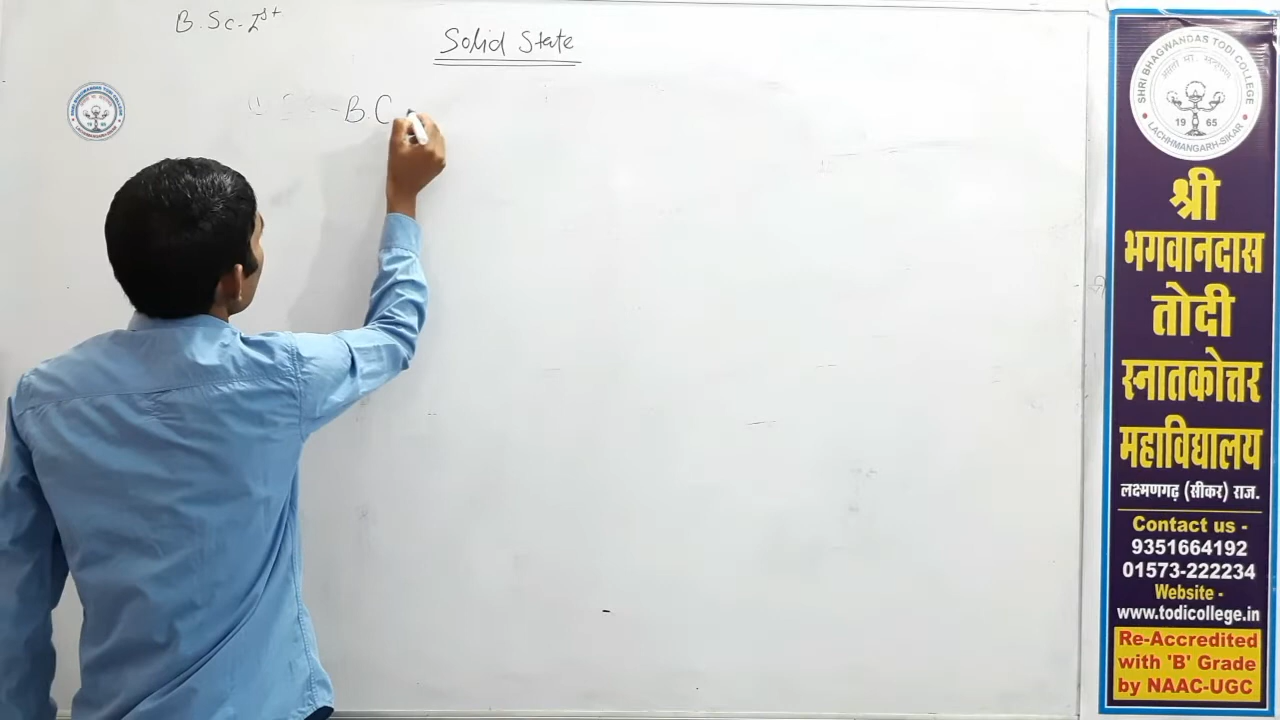 B.Sc-Ist
Solid State
B.C
SHRI BHAGWANDAS TODI COLLEGE
1965
LACHHMANGARH-SIKAR
श्री
भगवानदास
तोदी
स्नातकोत्तर
महाविद्यालय
लक्ष्मणगढ़ (सीकर) राज.
Contact us -
9351664192
01573-222234
Website -
www.todicollege.in
Re-Accredited
with 'B' Grade
by NAAC-UGC